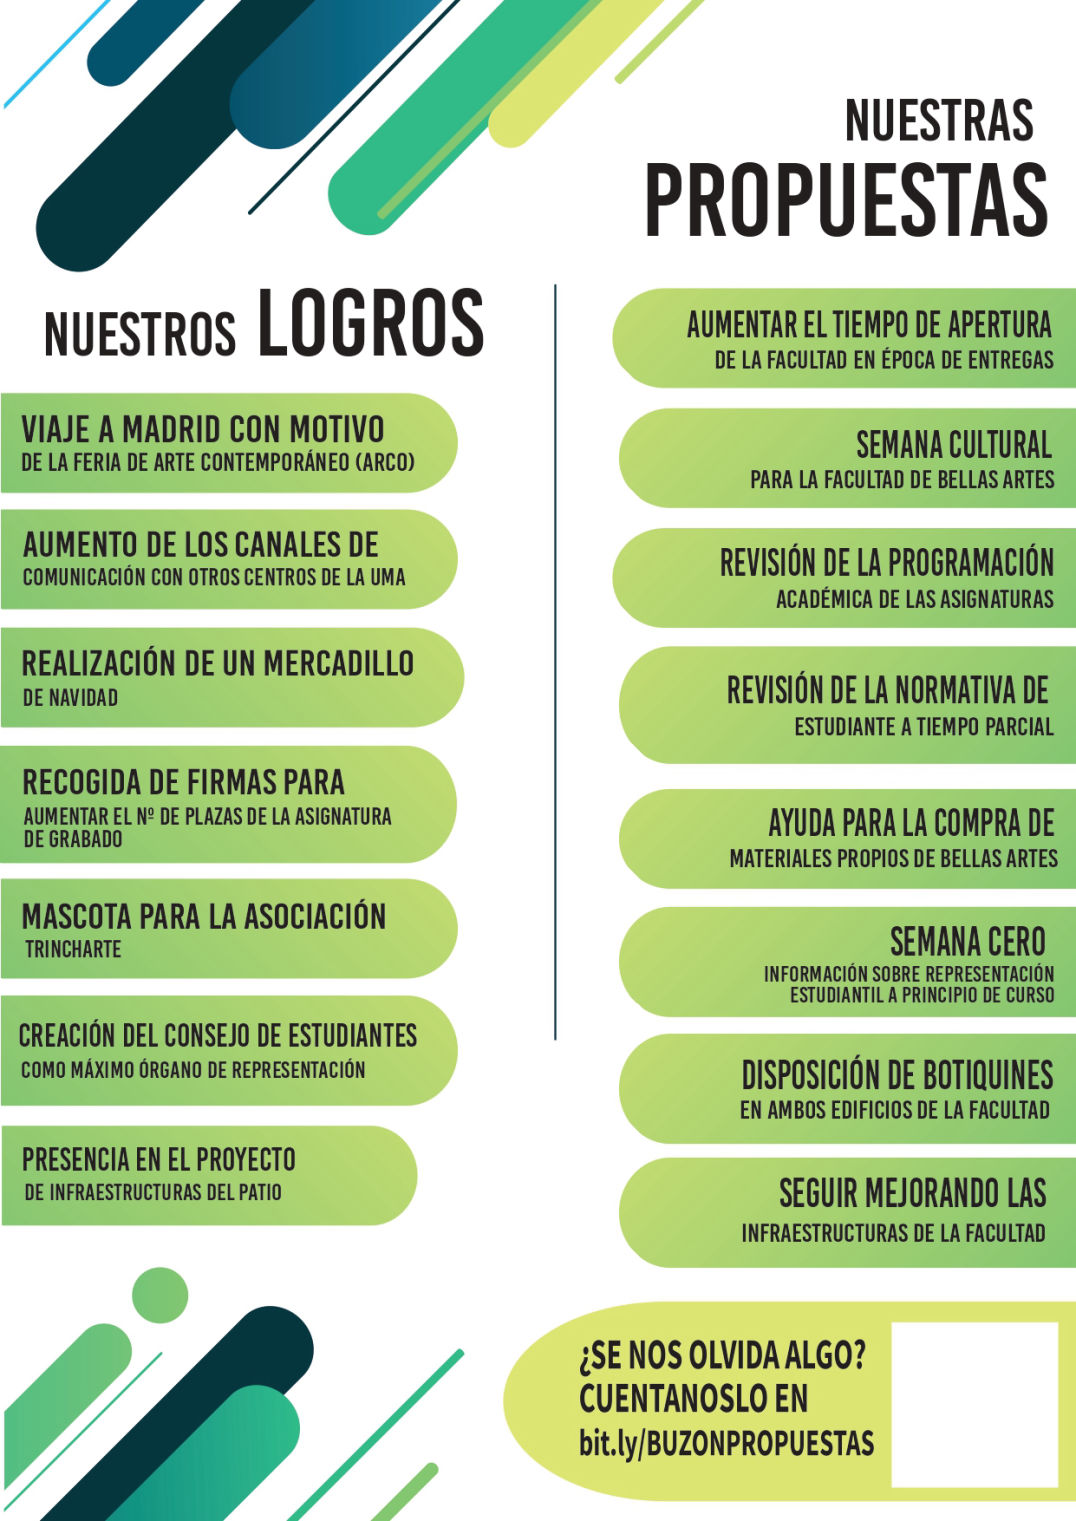 NUESTROS LOGROS
VIAJE A MADRID CON MOTIVO
DE LA FERIA DE ARTE CONTEMPORÁNEO (ARCO)
AUMENTO DE LOS CANALES DE
COMUNICACIÓN CON OTROS CENTROS DE LA UMA
REALIZACIÓN DE UN MERCADILLO
DE NAVIDAD
RECOGIDA DE FIRMAS PARA
AUMENTAR EL Nº DE PLAZAS DE LA ASIGNATURA
DE GRABADO
MASCOTA PARA LA ASOCIACIÓN
TRINCHARTE
CREACIÓN DEL CONSEJO DE ESTUDIANTES
COMO MÁXIMO ÓRGANO DE REPRESENTACIÓN
PRESENCIA EN EL PROYECTO
DE INFRAESTRUCTURAS DEL PATIO
NUESTRAS
PROPUESTAS
AUMENTAR EL TIEMPO DE APERTURA
DE LA FACULTAD EN ÉPOCA DE ENTREGAS
SEMANA CULTURAL
PARA LA FACULTAD DE BELLAS ARTES
REVISIÓN DE LA PROGRAMACIÓN
ACADÉMICA DE LAS ASIGNATURAS
REVISIÓN DE LA NORMATIVA DE
ESTUDIANTE A TIEMPO PARCIAL
AYUDA PARA LA COMPRA DE
MATERIALES PROPIOS DE BELLAS ARTES
SEMANA CERO
INFORMACIÓN SOBRE REPRESENTACIÓN
ESTUDIANTIL A PRINCIPIO DE CURSO
DISPOSICIÓN DE BOTIQUINES
EN AMBOS EDIFICIOS DE LA FACULTAD
SEGUIR MEJORANDO LAS
INFRAESTRUCTURAS DE LA FACULTAD
¿SE NOS OLVIDA ALGO?
CUENTANOSLO EN
bit.ly/BUZONPROPUESTAS